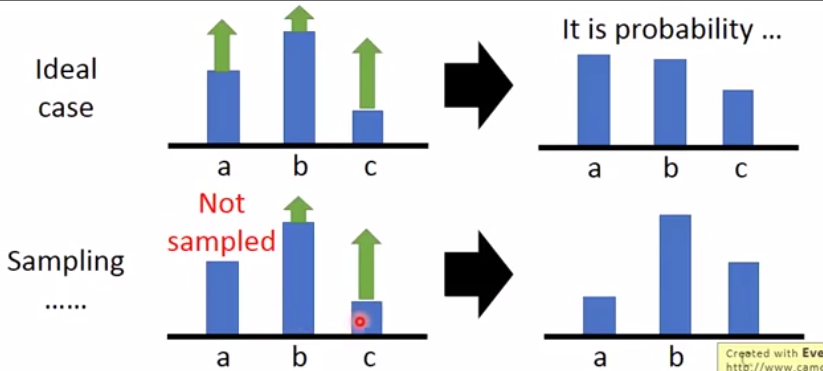 Ideal
case
a b c
It is probability ...
a b c
Sampling
......
Not
sampled
a b c
a b
Created with Eve
http://www.camc